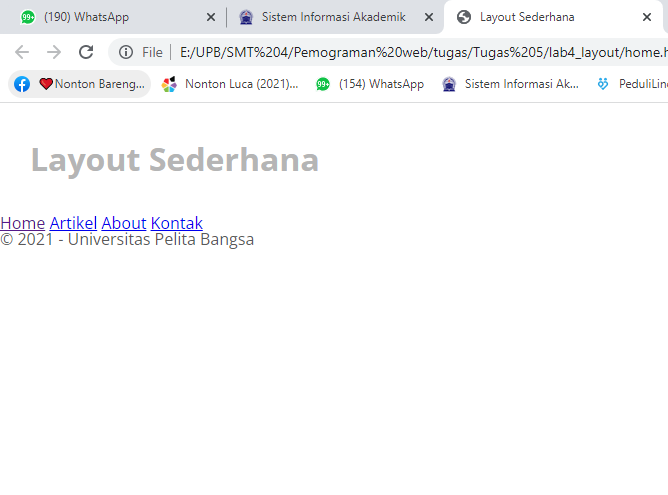 99+ (190) WhatsApp
Sistem Informasi Akademik
Layout Sederhana
File E:/UPB/SMT%204/Pemograman%20web/tugas/Tugas%205/lab4_layout/home.h
Nonton Bareng... Nonton Luca (2021)... 99+ (154) WhatsApp Sistem Informasi Ak... PeduliLin
Layout Sederhana
Home Artikel About Kontak
© 2021 - Universitas Pelita Bangsa